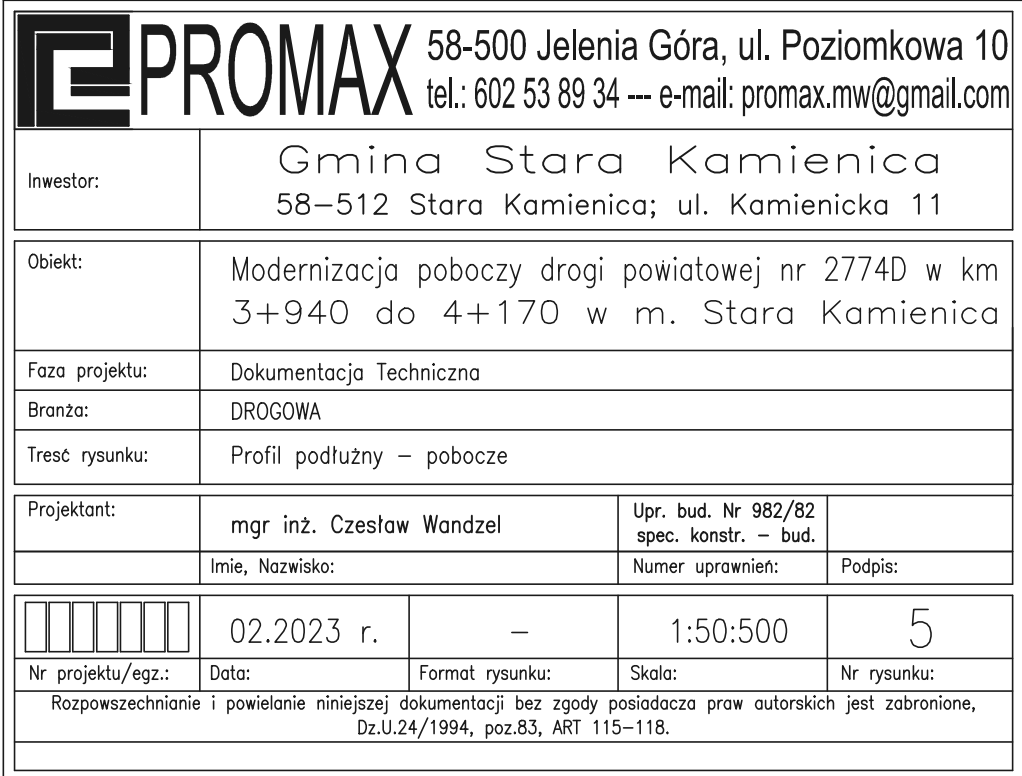 PROMAX
58-500 Jelenia Góra, ul. Poziomkowa 10
tel.: 602 53 89 34 --- e-mail: promax.mw@gmail.com
Inwestor:
Gmina Stara Kamienica
58-512 Stara Kamienica; ul. Kamienicka 11
Obiekt:
Modernizacja poboczy drogi powiatowej nr 2774D w km
3+940 do 4+170 w m. Stara Kamienica
Faza projektu: Dokumentacja Techniczna
Branża: DROGOWA
Tresć rysunku: Profil podłużny – pobocze
Projektant:
mgr inż. Czesław Wandzel
Upr. bud. Nr 982/82
spec. konstr. – bud.
Imie, Nazwisko: Numer uprawnień: Podpis:
02.2023 r. – 1:50:500 5
Nr projektu/egz.: Data: Format rysunku: Skala: Nr rysunku:
Rozpowszechnianie i powielanie niniejszej dokumentacji bez zgody posiadacza praw autorskich jest zabronione,
Dz.U.24/1994, poz.83, ART 115–118.